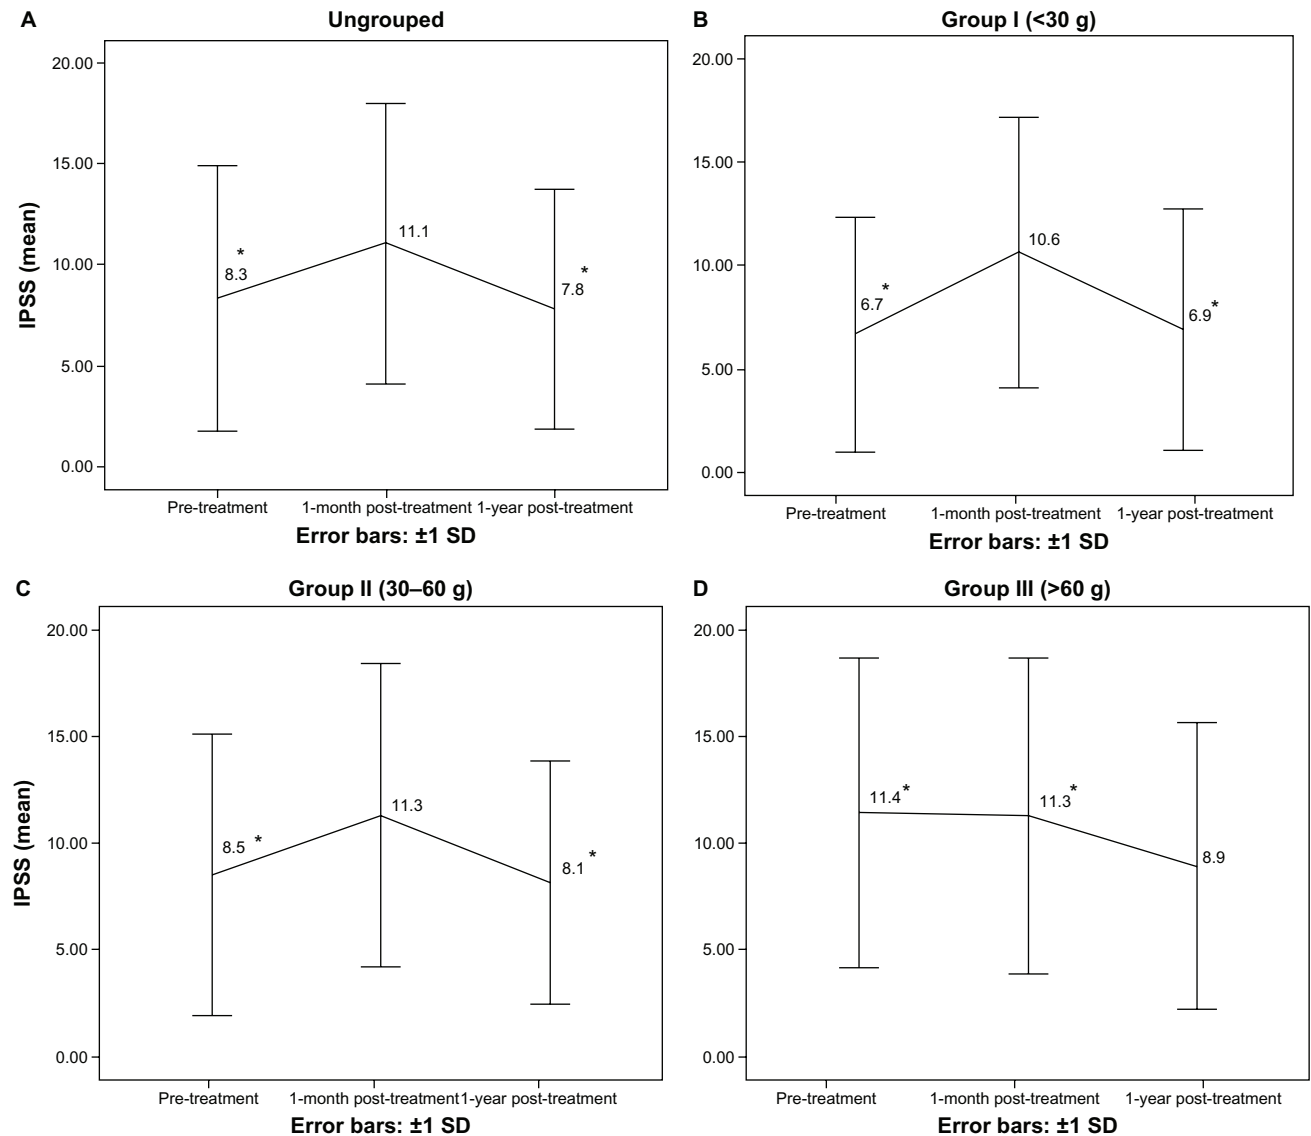 A
Ungrouped
IPSS (mean)
20.00
15.00
10.00
5.00
0.00
*
8.3
11.1
*
7.8
Pre-treatment
1-month post-treatment
1-year post-treatment
Error bars: ±1 SD
B
Group I (<30 g)
20.00
15.00
10.00
5.00
0.00
6.7*
10.6
6.9*
Pre-treatment
1-month post-treatment
1-year post-treatment
Error bars: ±1 SD
C
Group II (30–60 g)
IPSS (mean)
20.00
15.00
10.00
5.00
0.00
8.5 *
11.3
8.1 *
Pre-treatment
1-month post-treatment
1-year post-treatment
Error bars: ±1 SD
D
Group III (>60 g)
20.00
15.00
10.00
5.00
0.00
11.4*
11.3*
8.9
Pre-treatment
1-month post-treatment
1-year post-treatment
Error bars: ±1 SD